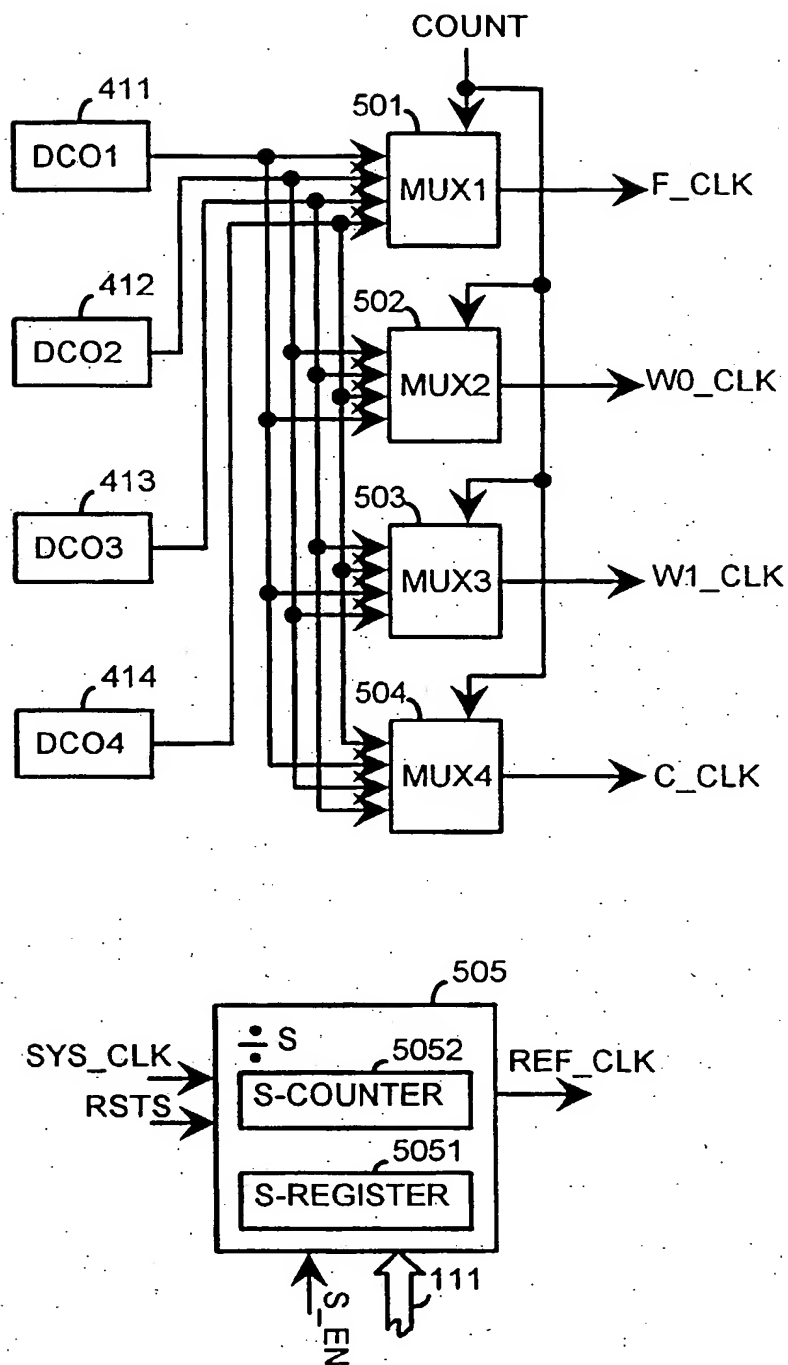 COUNT
411
501
DCO1
MUX1
F_CLK
412
502
DCO2
MUX2
W0_CLK
413
503
DCO3
MUX3
W1_CLK
414
504
DCO4
MUX4
C_CLK
505
÷ S
SYS_CLK
5052
REF_CLK
RSTS
S-COUNTER
5051
S-REGISTER
S_EN
111